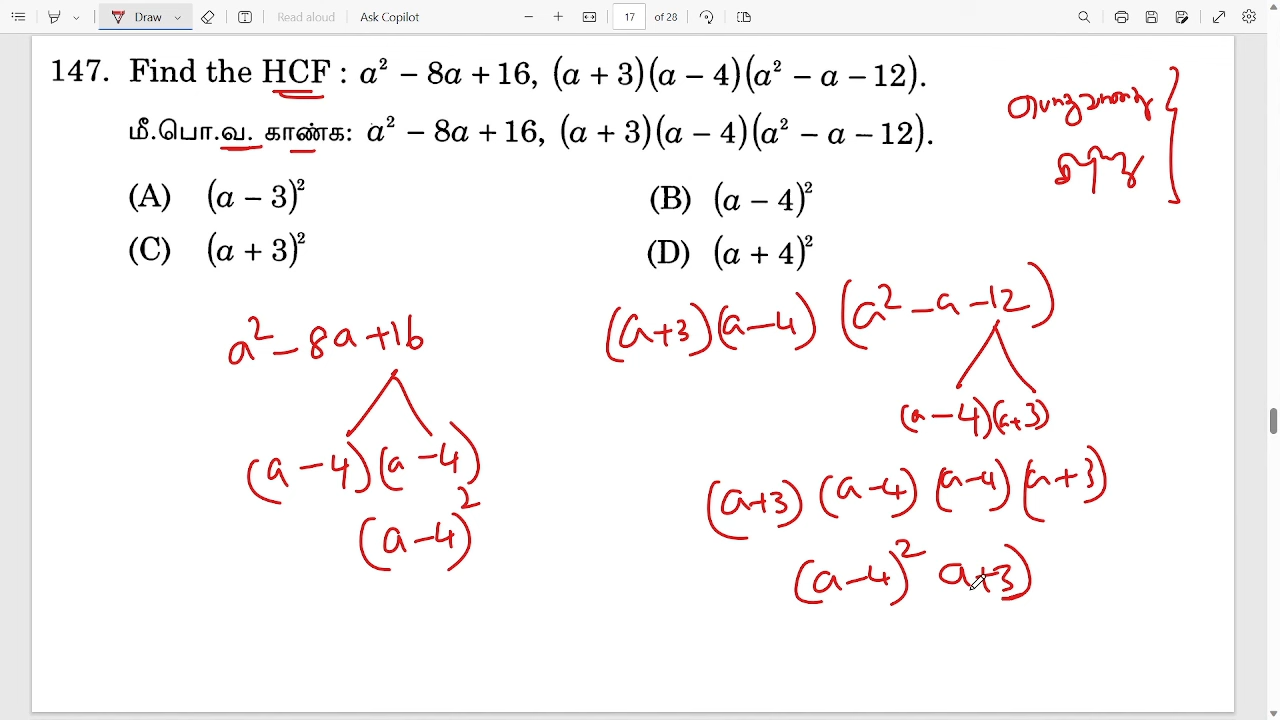 Draw
Read aloud
Ask Copilot
17 of 28
147. Find the HCF : a² − 8a + 16, (a + 3)(a − 4)(a² − a − 12).
மீ.பொ.வ. காண்க: a² − 8a + 16, (a + 3)(a − 4)(a² − a − 12).
(A) (a − 3)² (B) (a − 4)²
(C) (a + 3)² (D) (a + 4)²
a² − 8a + 16 (a+3)(a−4) (a² − a − 12)
(a − 4)(a+3)
(a − 4)(a − 4) (a+3) (a−4) (a−4) (a+3)
(a−4)² (a−4)² a+3)